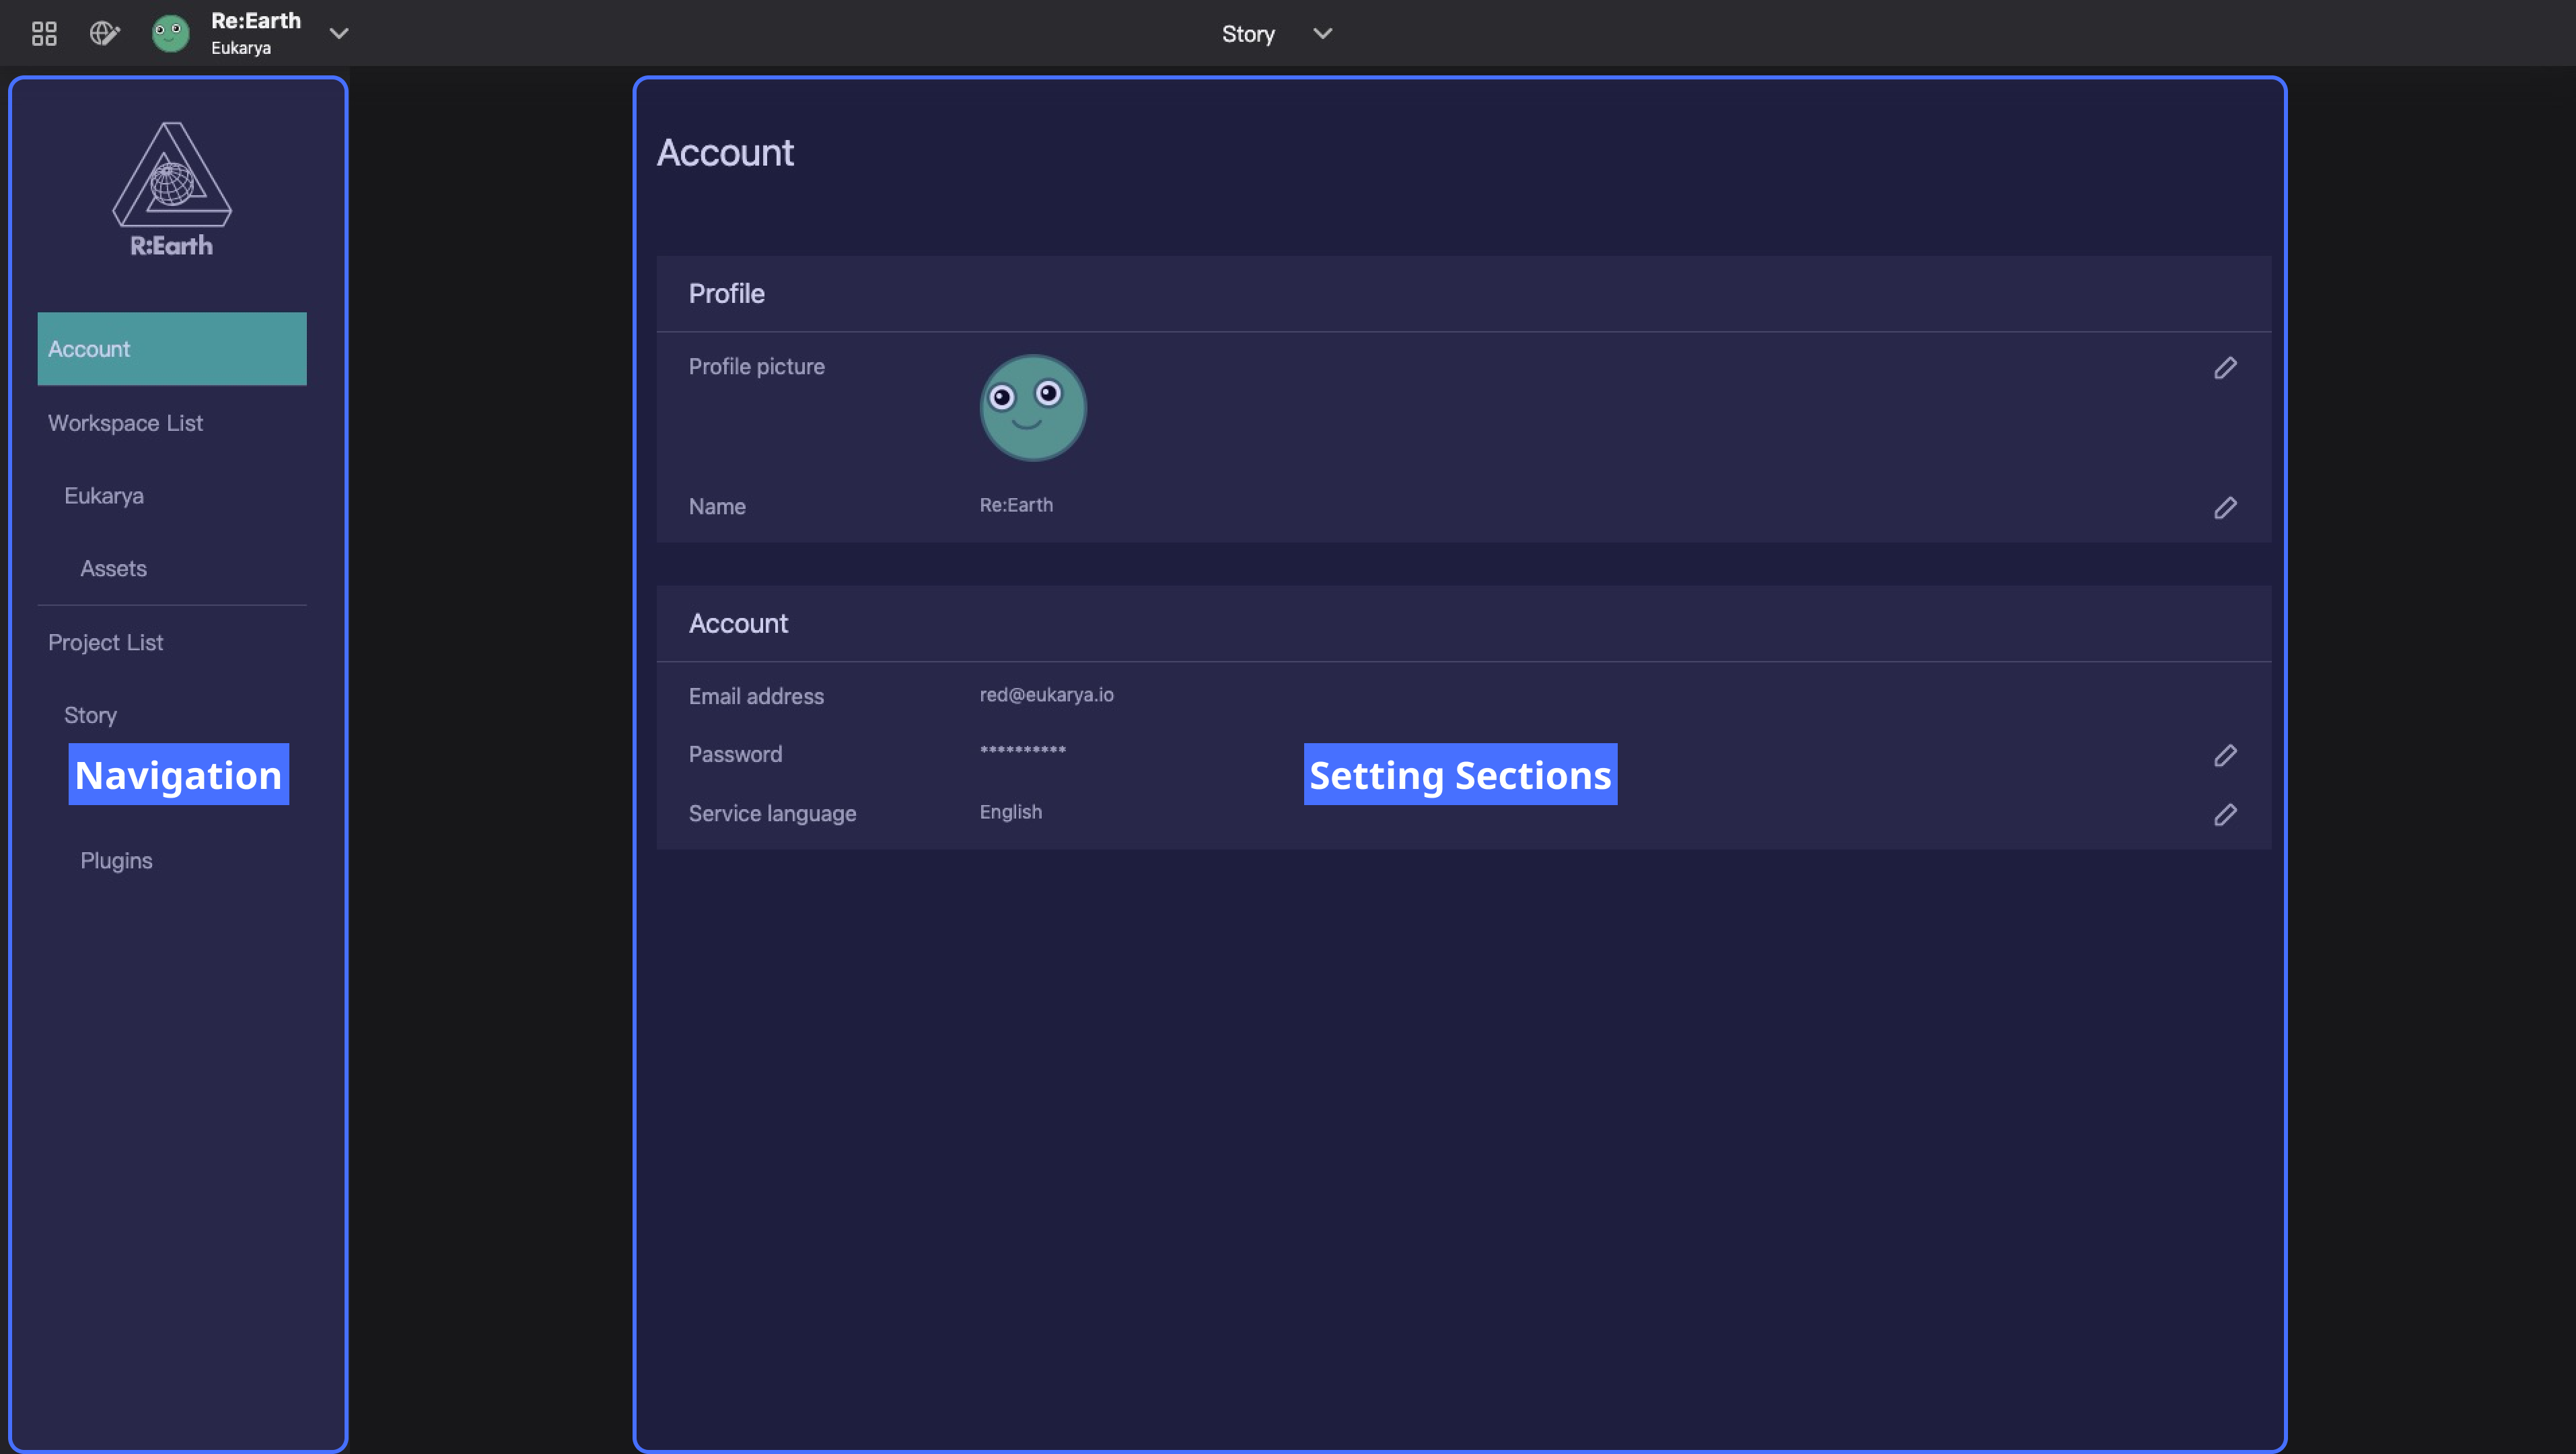 Re:Earth
Eukarya
Story
R:Earth
Account
Workspace List
Eukarya
Assets
Project List
Story
Navigation
Plugins
Account
Profile
Profile picture
Name Re:Earth
Account
Email address red@eukarya.io
Password **********
Setting Sections
Service language English